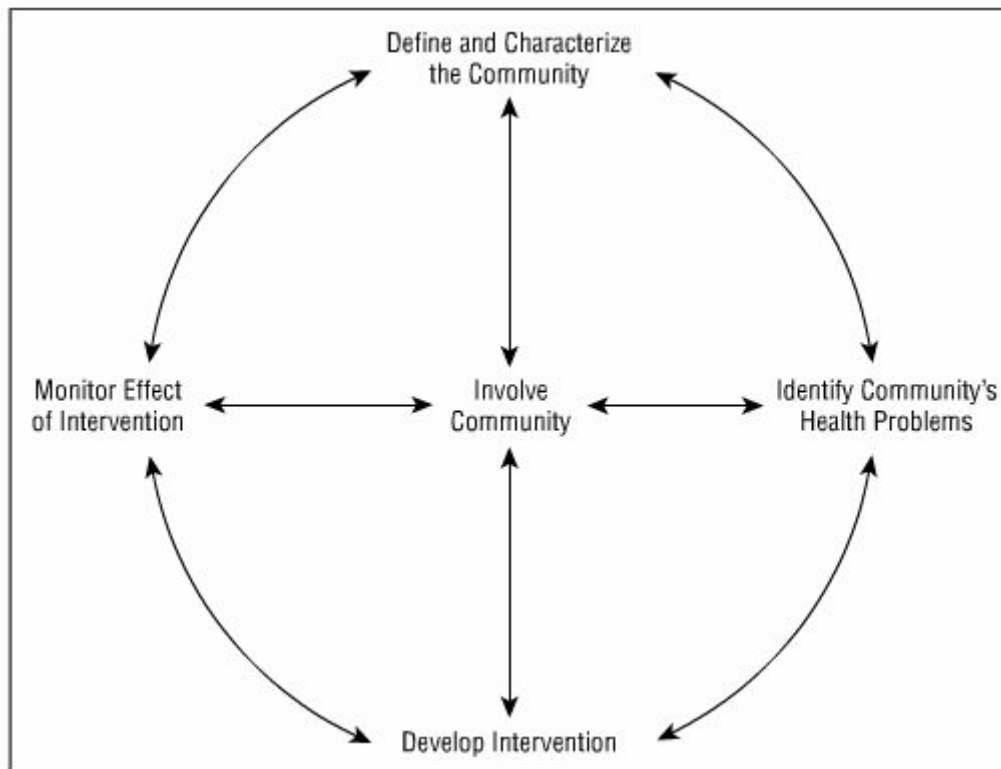 Define and Characterize
the Community
Monitor Effect
of Intervention
Involve
Community
Identify Community's
Health Problems
Develop Intervention